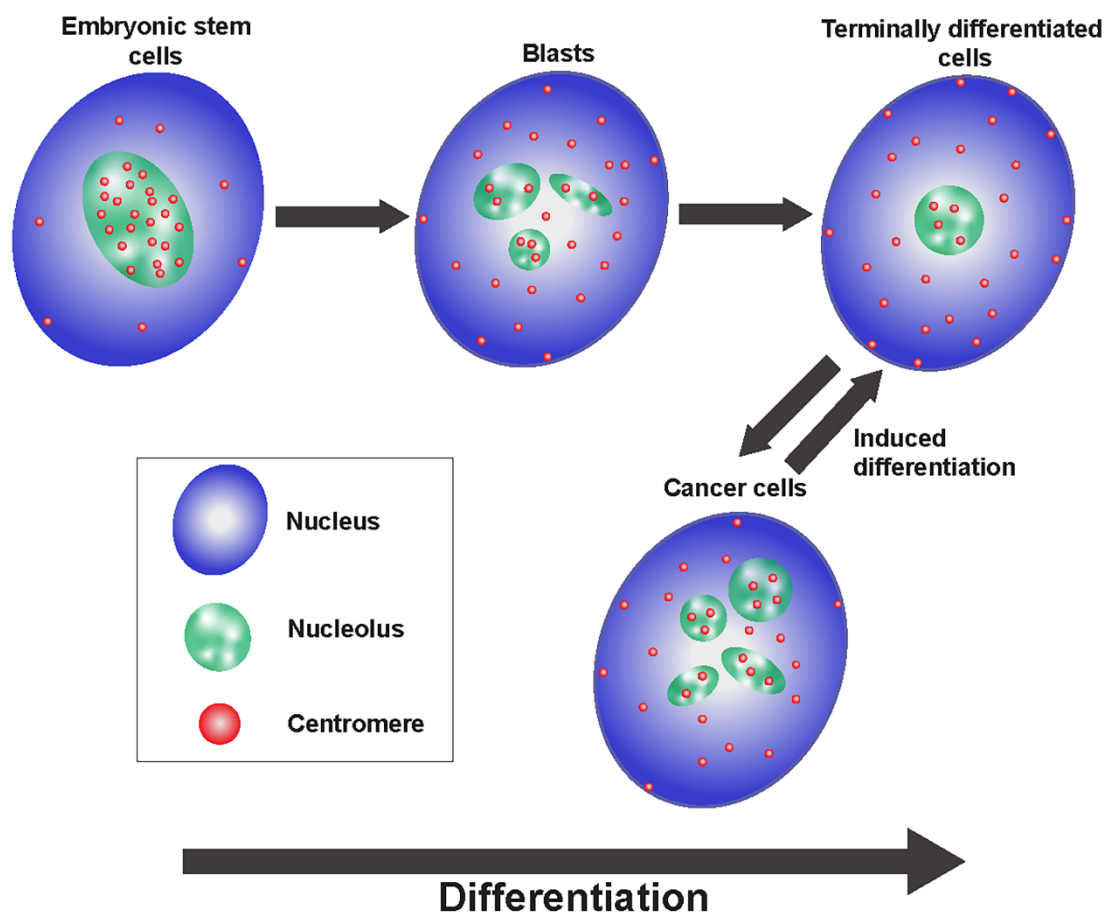 Embryonic stem
cells
Blasts
Terminally differentiated
cells
Induced
differentiation
Cancer cells
Nucleus
Nucleolus
Centromere
Differentiation